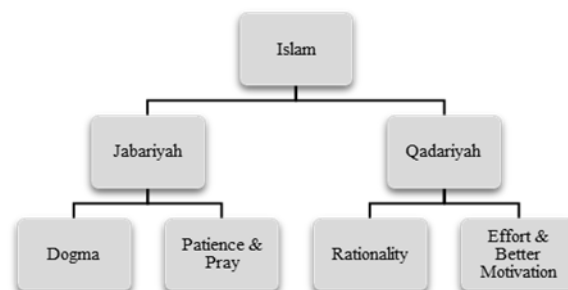 Islam
Jabariyah
Qadariyah
Dogma
Patience &
Pray
Rationality
Effort &
Better
Motivation